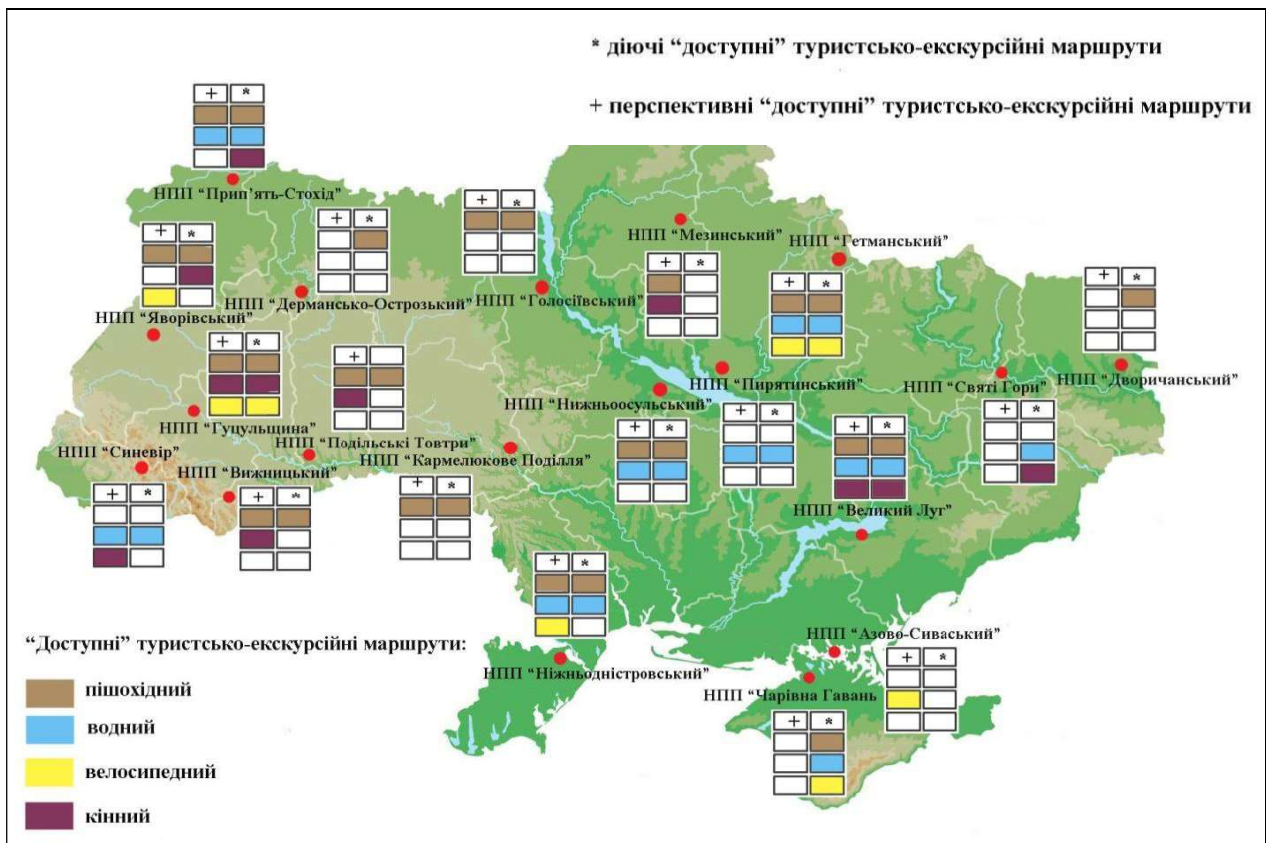 * діючі “доступні” туристсько-екскурсійні маршрути
+ перспективні “доступні” туристсько-екскурсійні маршрути
+ *
НПП “Прип’ять-Стохід”
+ *
+ *
+ *
НПП “Мезинський”
НПП “Гетманський”
+ *
+ *
+ *
НПП “Дермансько-Острозький”
НПП “Голосіївський”
НПП “Яворівський”
+ *
+
НПП “Пирятинський”
НПП “Святі Гори”
НПП “Дворичанський”
НПП “Нижньоосульський”
НПП “Гуцульщина”
+ *
+ *
+ *
+ *
НПП “Подільські Товтри”
НПП “Синевір”
НПП “Кармелюкове Поділля”
НПП “Вижницький”
+ *
+ *
+ *
НПП “Великий Луг”
+ *
“Доступні” туристсько-екскурсійні маршрути:
НПП “Азово-Сиваський”
+ *
НПП “Ніжньодністровський”
НПП “Чарівна Гавань
пішохідний
+ *
водний
велосипедний
кінний